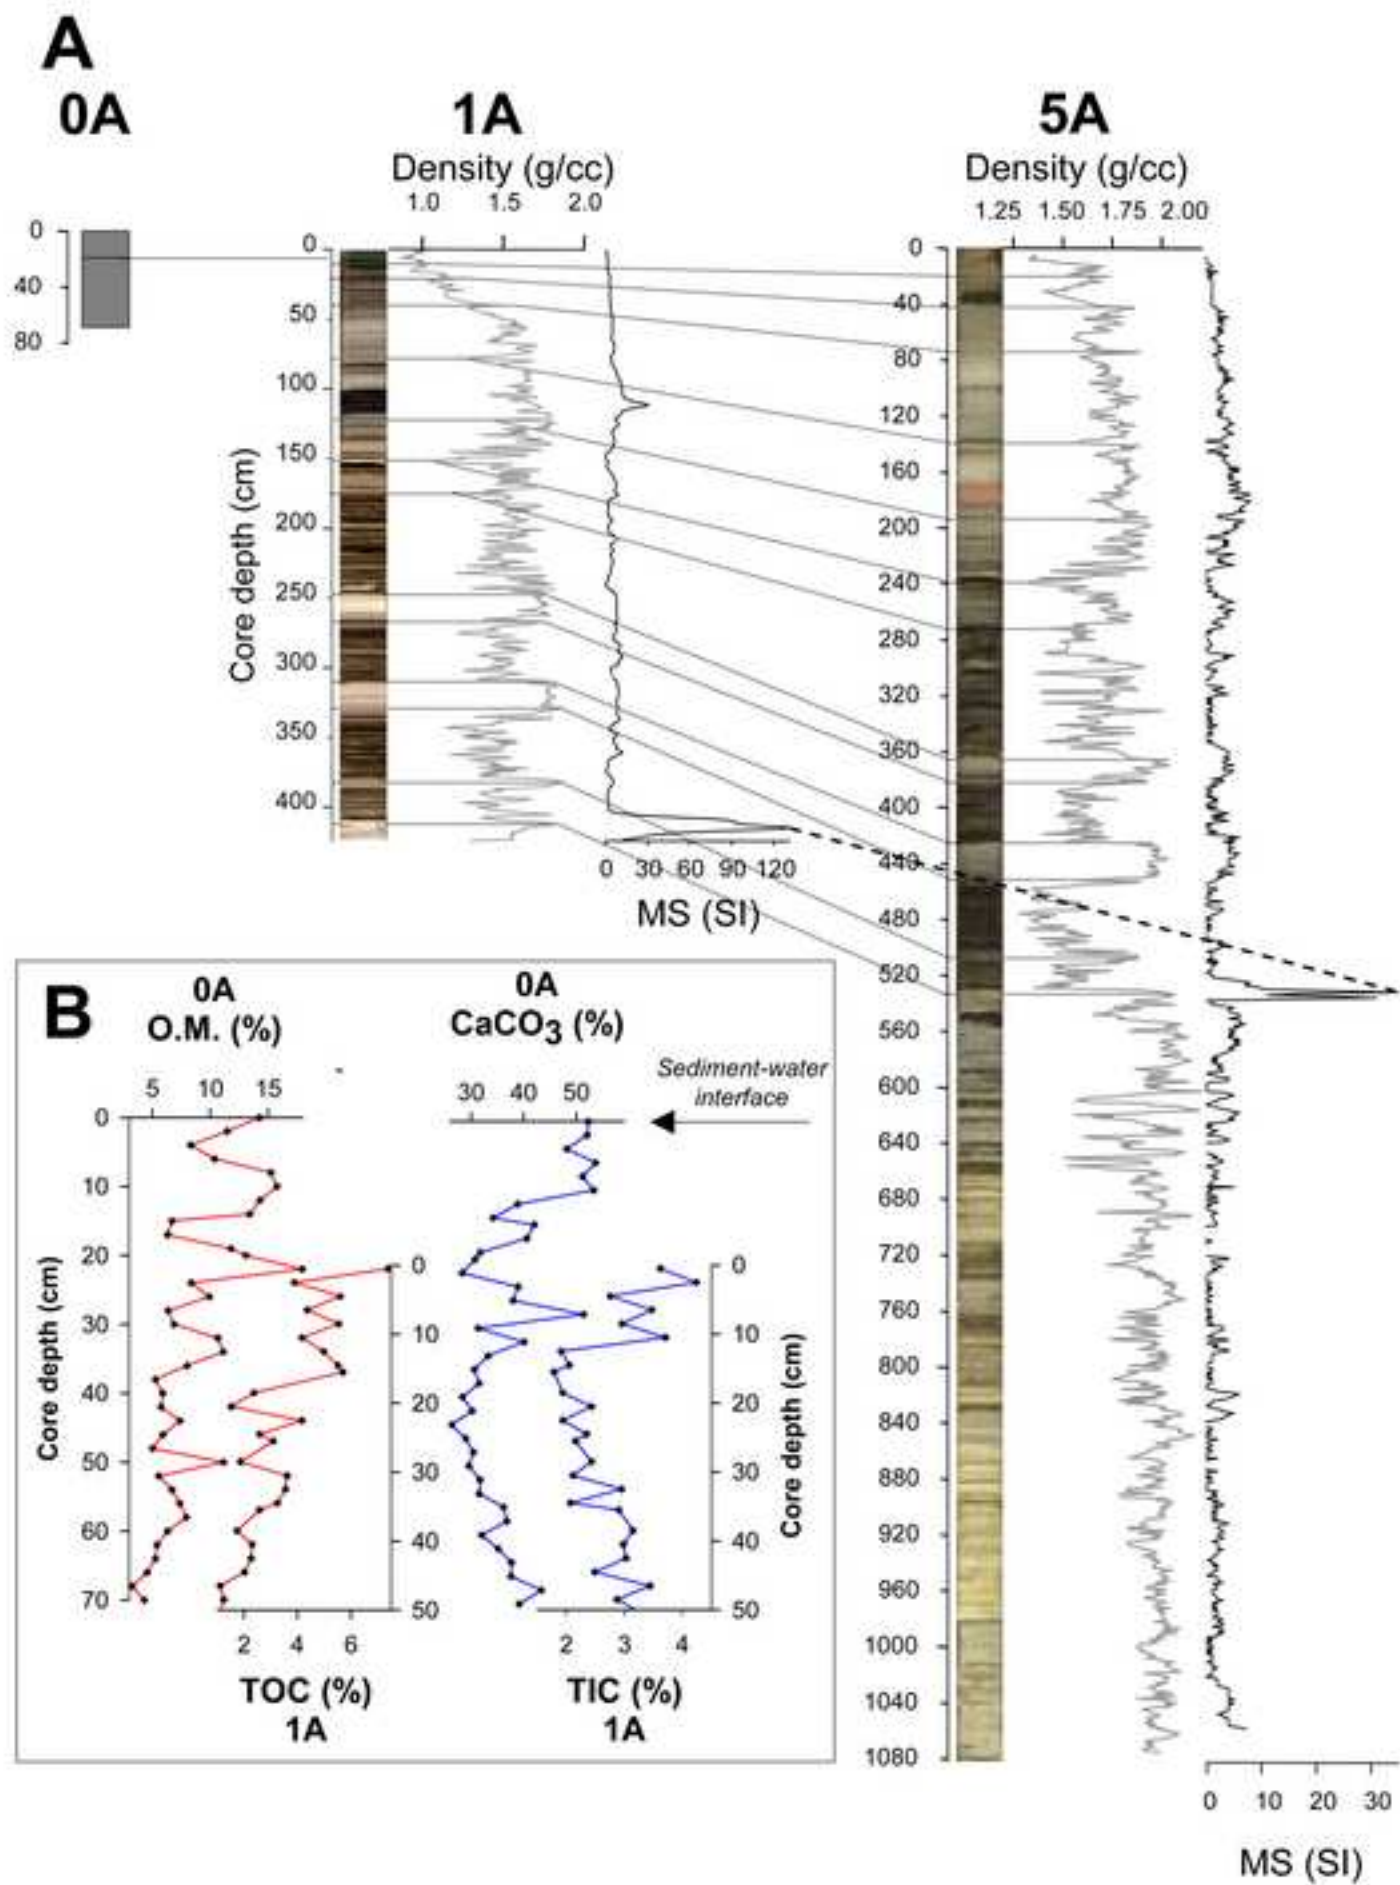 A
0A
1A
5A
Density (g/cc)
1.0 1.5 2.0
Density (g/cc)
1.25 1.50 1.75 2.00
0
40
80
Core depth (cm)
0
50
100
150
200
250
300
350
400
0 30 60 90 120
MS (SI)
0
40
80
120
160
200
240
280
320
360
400
440
480
520
560
600
640
680
720
760
800
840
880
920
960
1000
1040
1080
0 10 20 30
MS (SI)
B
0A
O.M. (%)
5 10 15
0A
CaCO3 (%)
30 40 50
Sediment-water
interface
Core depth (cm)
0
10
20
30
40
50
60
70
0
10
20
30
40
50
2 4 6
TOC (%)
1A
0
10
20
30
40
50
Core depth (cm)
2 3 4
TIC (%)
1A